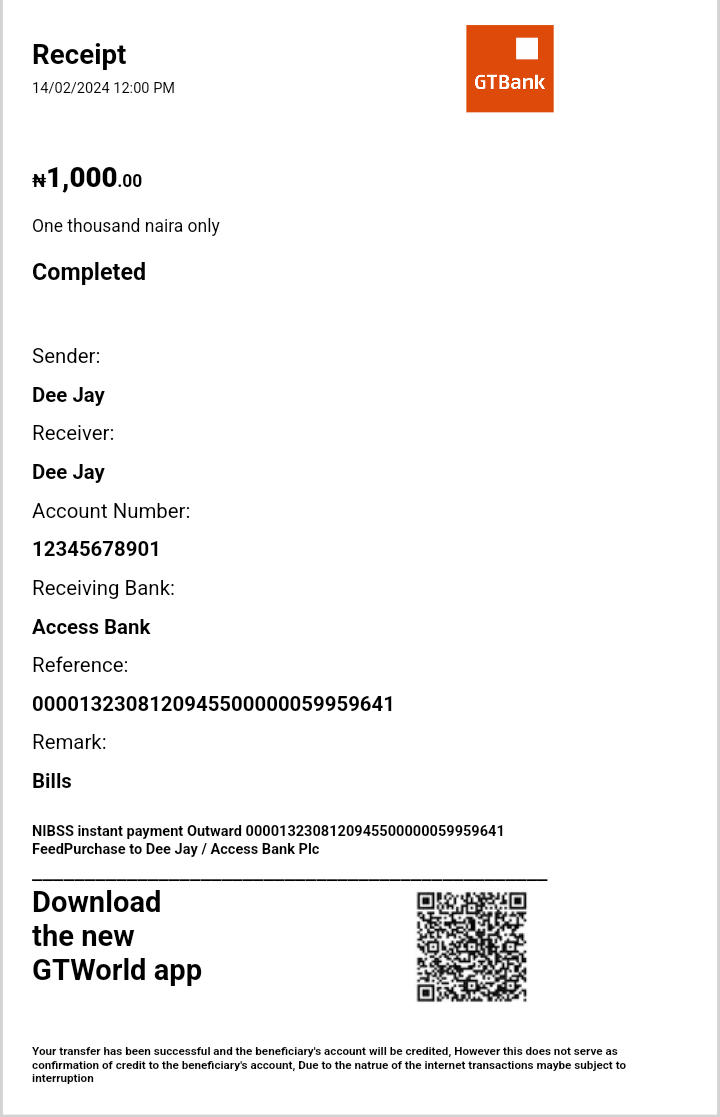 Receipt
14/02/2024 12:00 PM
GTBank
₦1,000.00
One thousand naira only
Completed
Sender:
Dee Jay
Receiver:
Dee Jay
Account Number:
12345678901
Receiving Bank:
Access Bank
Reference:
000013230812094550000005‌9959641
Remark:
Bills
NIBSS instant payment Outward 000013230812094550000005‌9959641
FeedPurchase to Dee Jay / Access Bank Plc
Download
the new
GTWorld app
Your transfer has been successful and the beneficiary's account will be credited, However this does not serve as
confirmation of credit to the beneficiary's account, Due to the natrue of the internet transactions maybe subject to
interruption